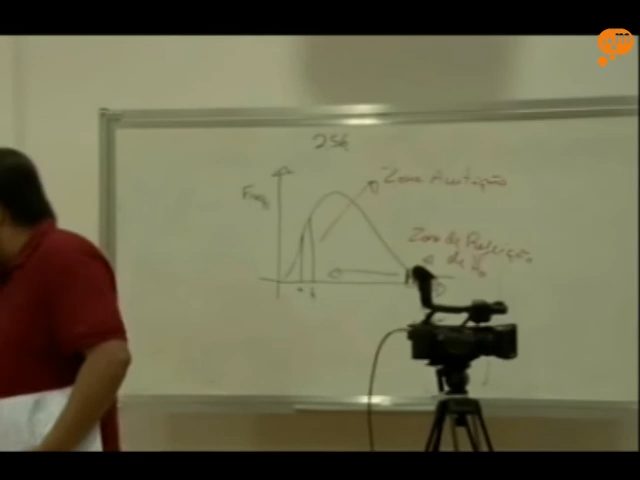 256
Freq
Zona Aceitação
Zona de Rejeição
de H₀